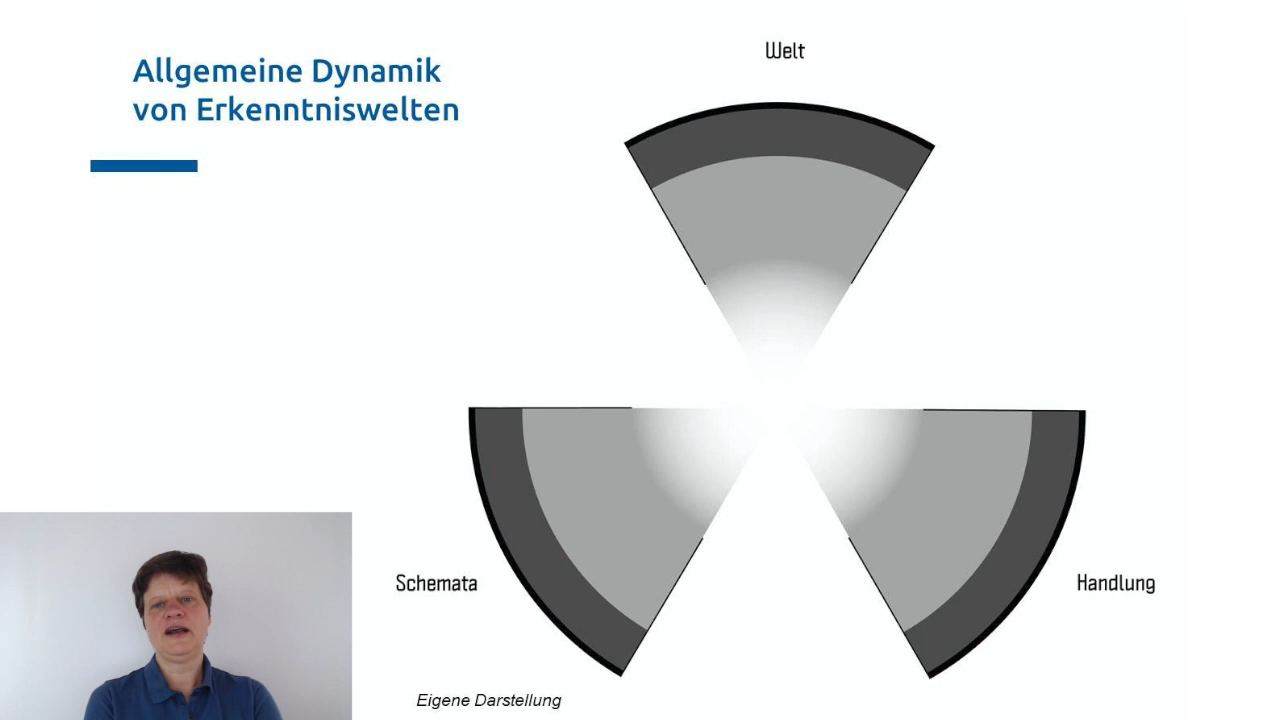 Allgemeine Dynamik
von Erkenntniswelten
Welt
Schemata
Handlung
Eigene Darstellung